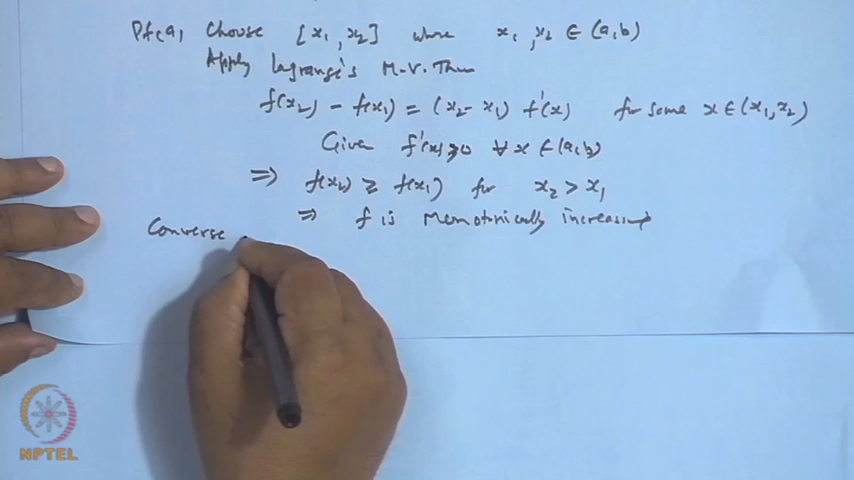 Pf (a) Choose [x₁, x₂] where x₁, x₂ ∈ (a, b)
Apply Lagrange's M.V. Thm
f(x₂) - f(x₁) = (x₂ - x₁) f'(x) for some x ∈ (x₁, x₂)
Given f'(x) ≥ 0 ∀ x ∈ (a, b)
⇒ f(x₂) ≥ f(x₁) for x₂ > x₁
⇒ f is Monotonically increasing
Converse
NPTEL